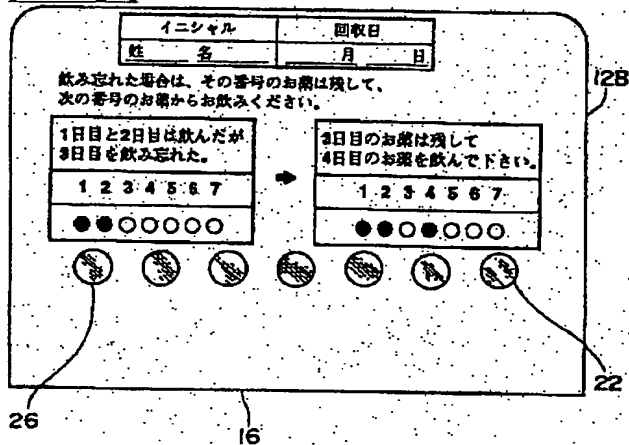 イニシャル 回収日
姓 名 月 日
飲み忘れた場合は、その番号のお薬は残して、
次の番号のお薬からお飲みください。
1日目と2日目は飲んだが
3日目を飲み忘れた。
1 2 3 4 5 6 7
3日目のお薬は残して
4日目のお薬を飲んで下さい。
1 2 3 4 5 6 7
12B
22
26
16